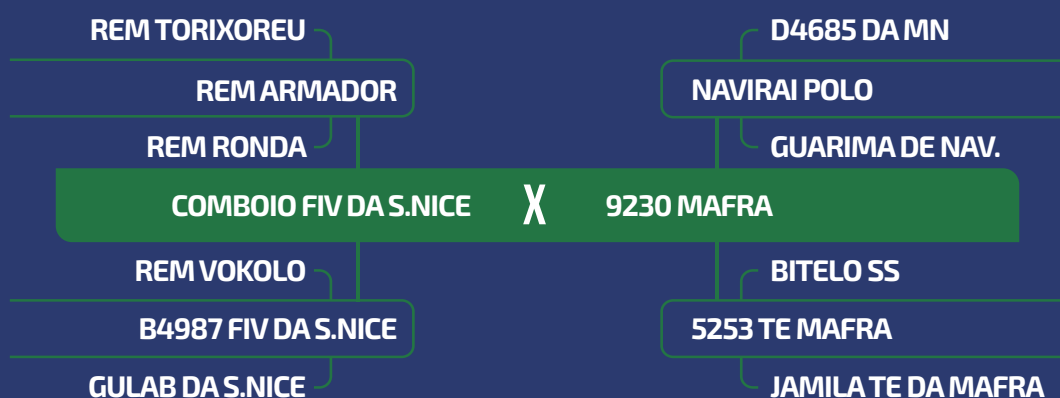 REM TORIXOREU
D4685 DA MN
REM ARMADOR
NAVIRAI POLO
REM RONDA
GUARIMA DE NAV.
COMBOIO FIV DA S.NICE X 9230 MAFRA
REM VOKOLO
BITELO SS
B4987 FIV DA S.NICE
5253 TE MAFRA
GULAB DA S.NICE
JAMILA TE DA MAFRA